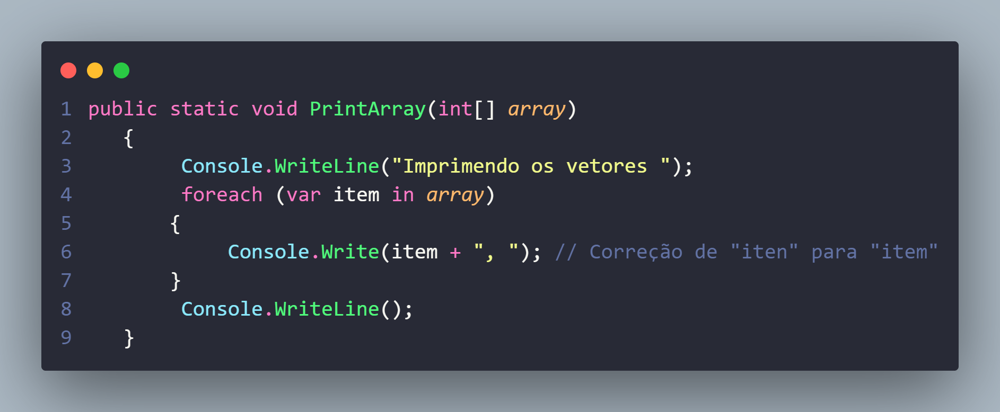 1 public static void PrintArray(int[] array)
2    {
3         Console.WriteLine("Imprimendo os vetores ");
4         foreach (var item in array)
5        {
6             Console.Write(item + ", "); // Correção de "iten" para "item"
7        }
8         Console.WriteLine();
9    }